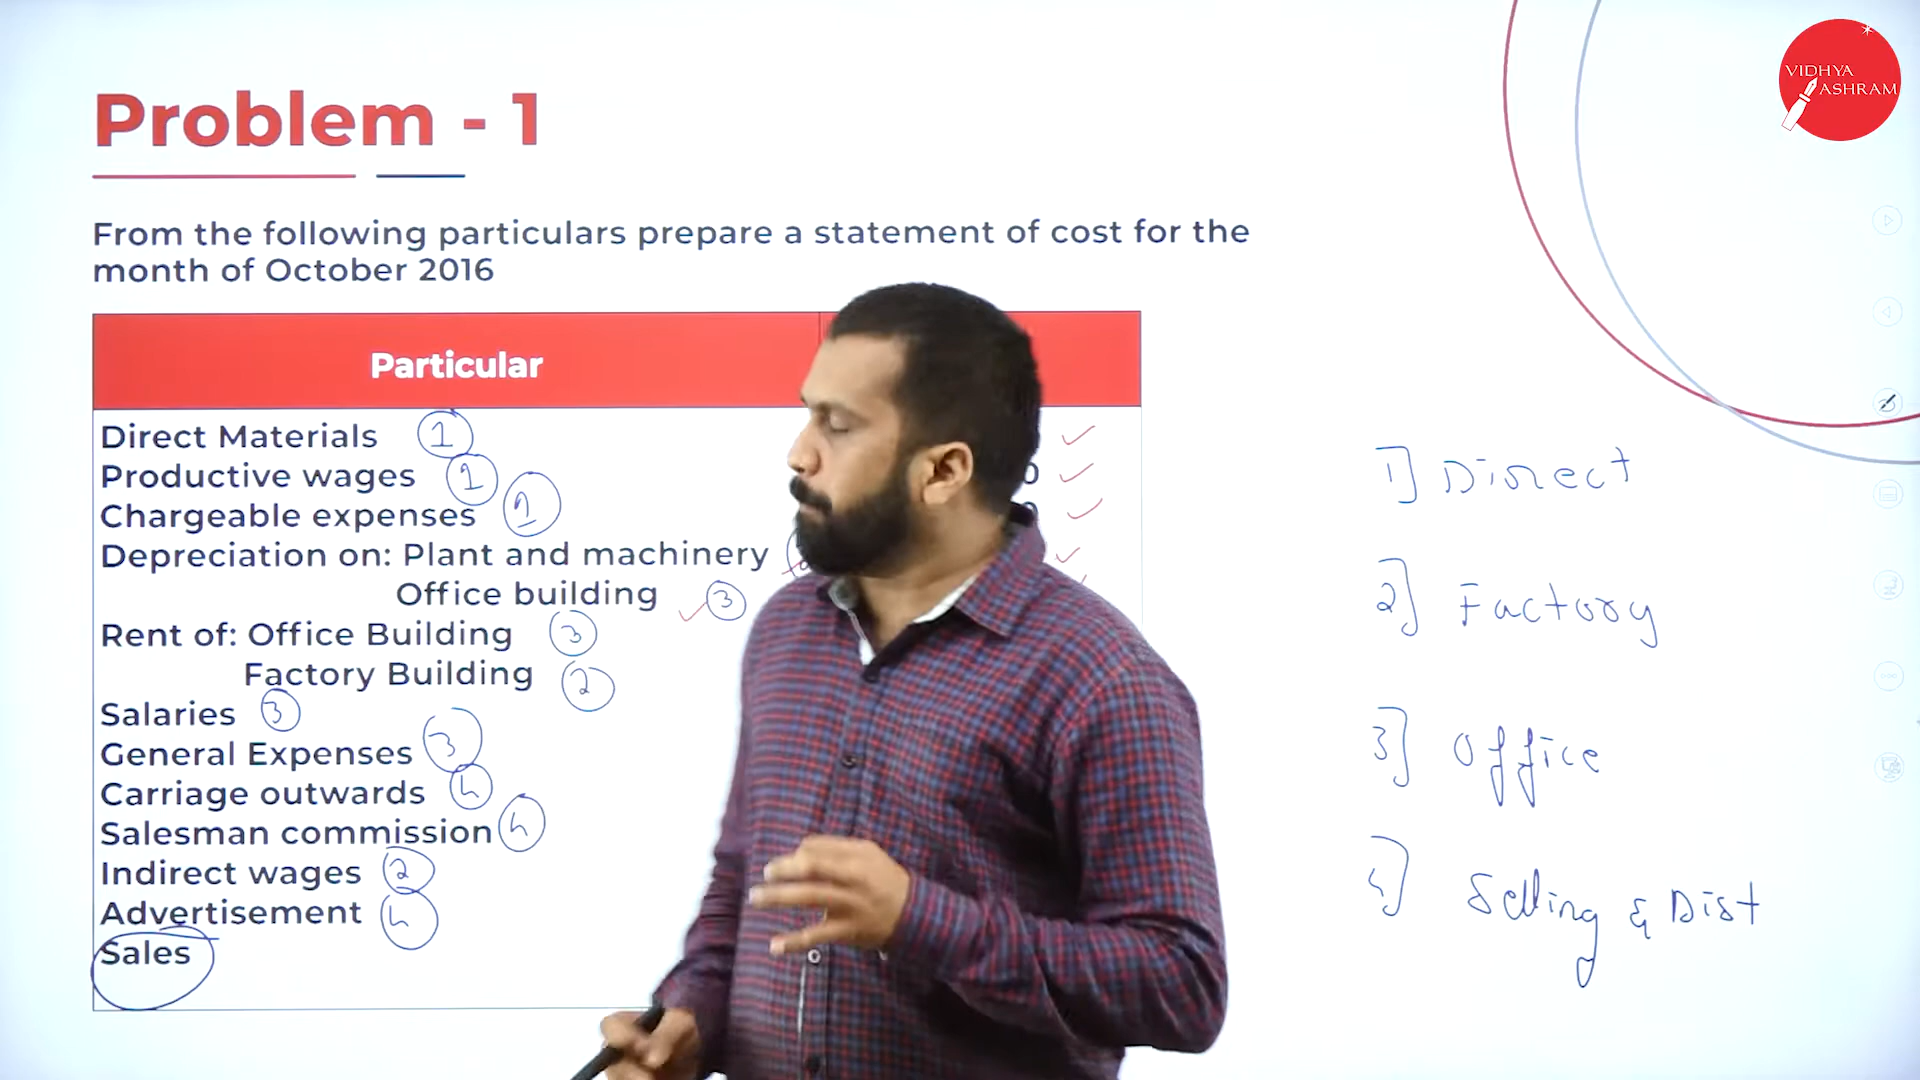 VIDHYA
ASHRAM
Problem - 1
From the following particulars prepare a statement of cost for the
month of October 2016
Particular
Direct Materials 1
Productive wages 1
Chargeable expenses 1
Depreciation on: Plant and machinery
Office building 3
Rent of: Office Building 3
Factory Building 2
Salaries 3
General Expenses 3
Carriage outwards 4
Salesman commission 4
Indirect wages 2
Advertisement 4
Sales
1] Direct
2] Factory
3] Office
4] Selling & Dist